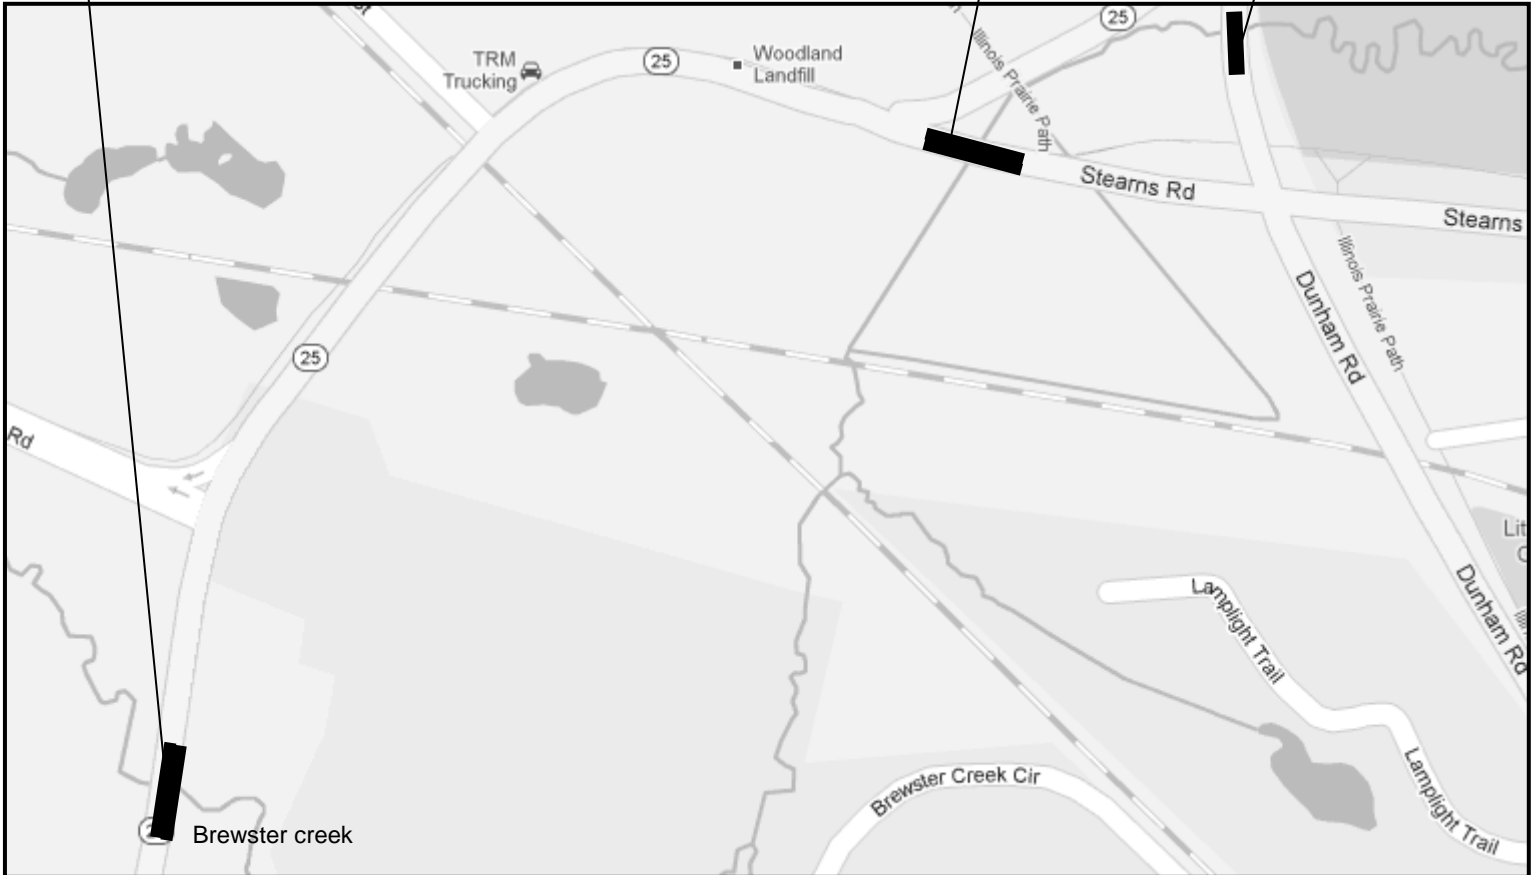 25
TRM
Trucking
25
Woodland
Landfill
Illinois Prairie Path
Stearns Rd
Stearns
Illinois Prairie Path
Dunham Rd
25
Rd
Lamplight Trail
Dunham Rd
Brewster Creek Cir
Lamplight Trail
Brewster creek